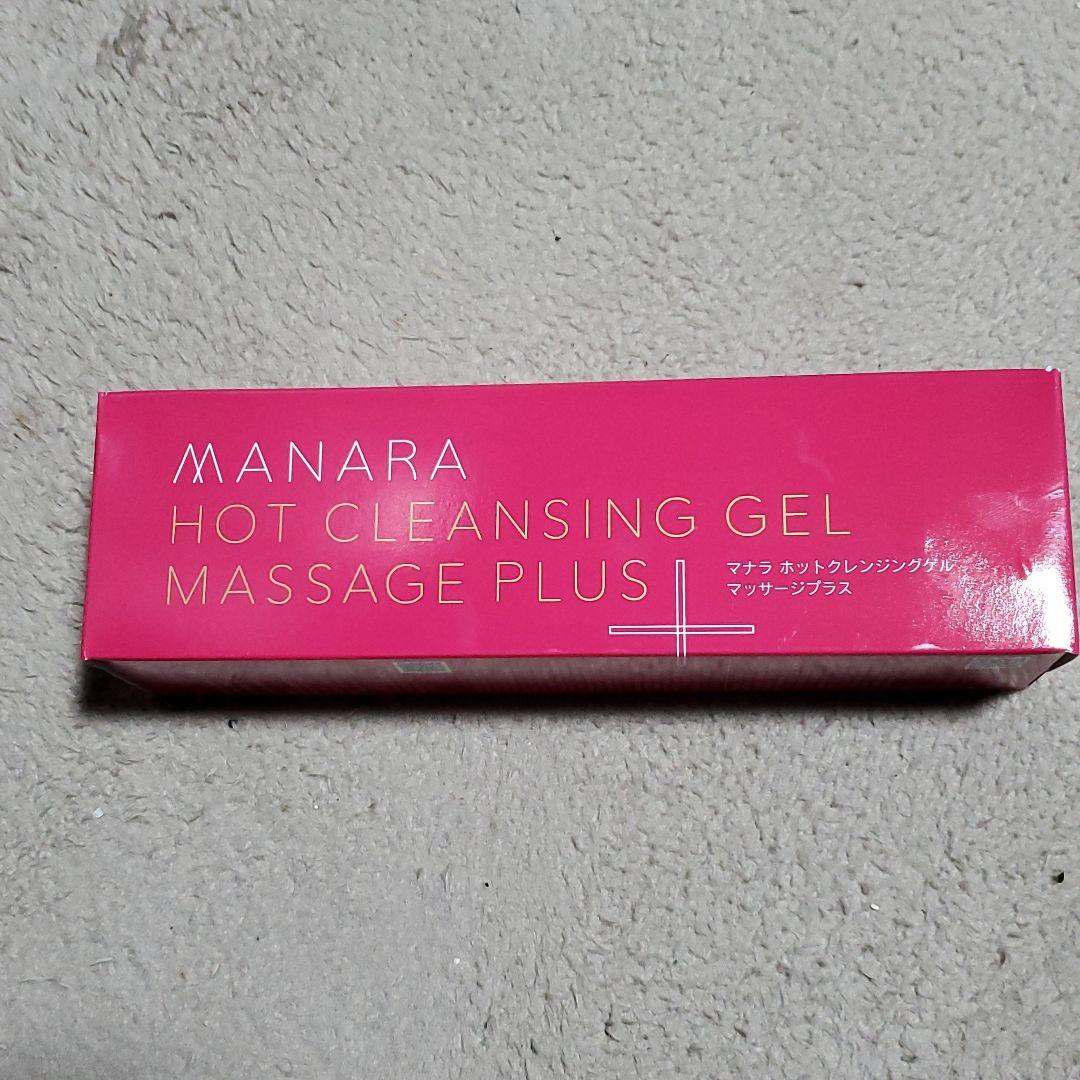 MANARA
HOT CLEANSING GEL
MASSAGE PLUS
マナラ ホットクレンジングゲル
マッサージプラス